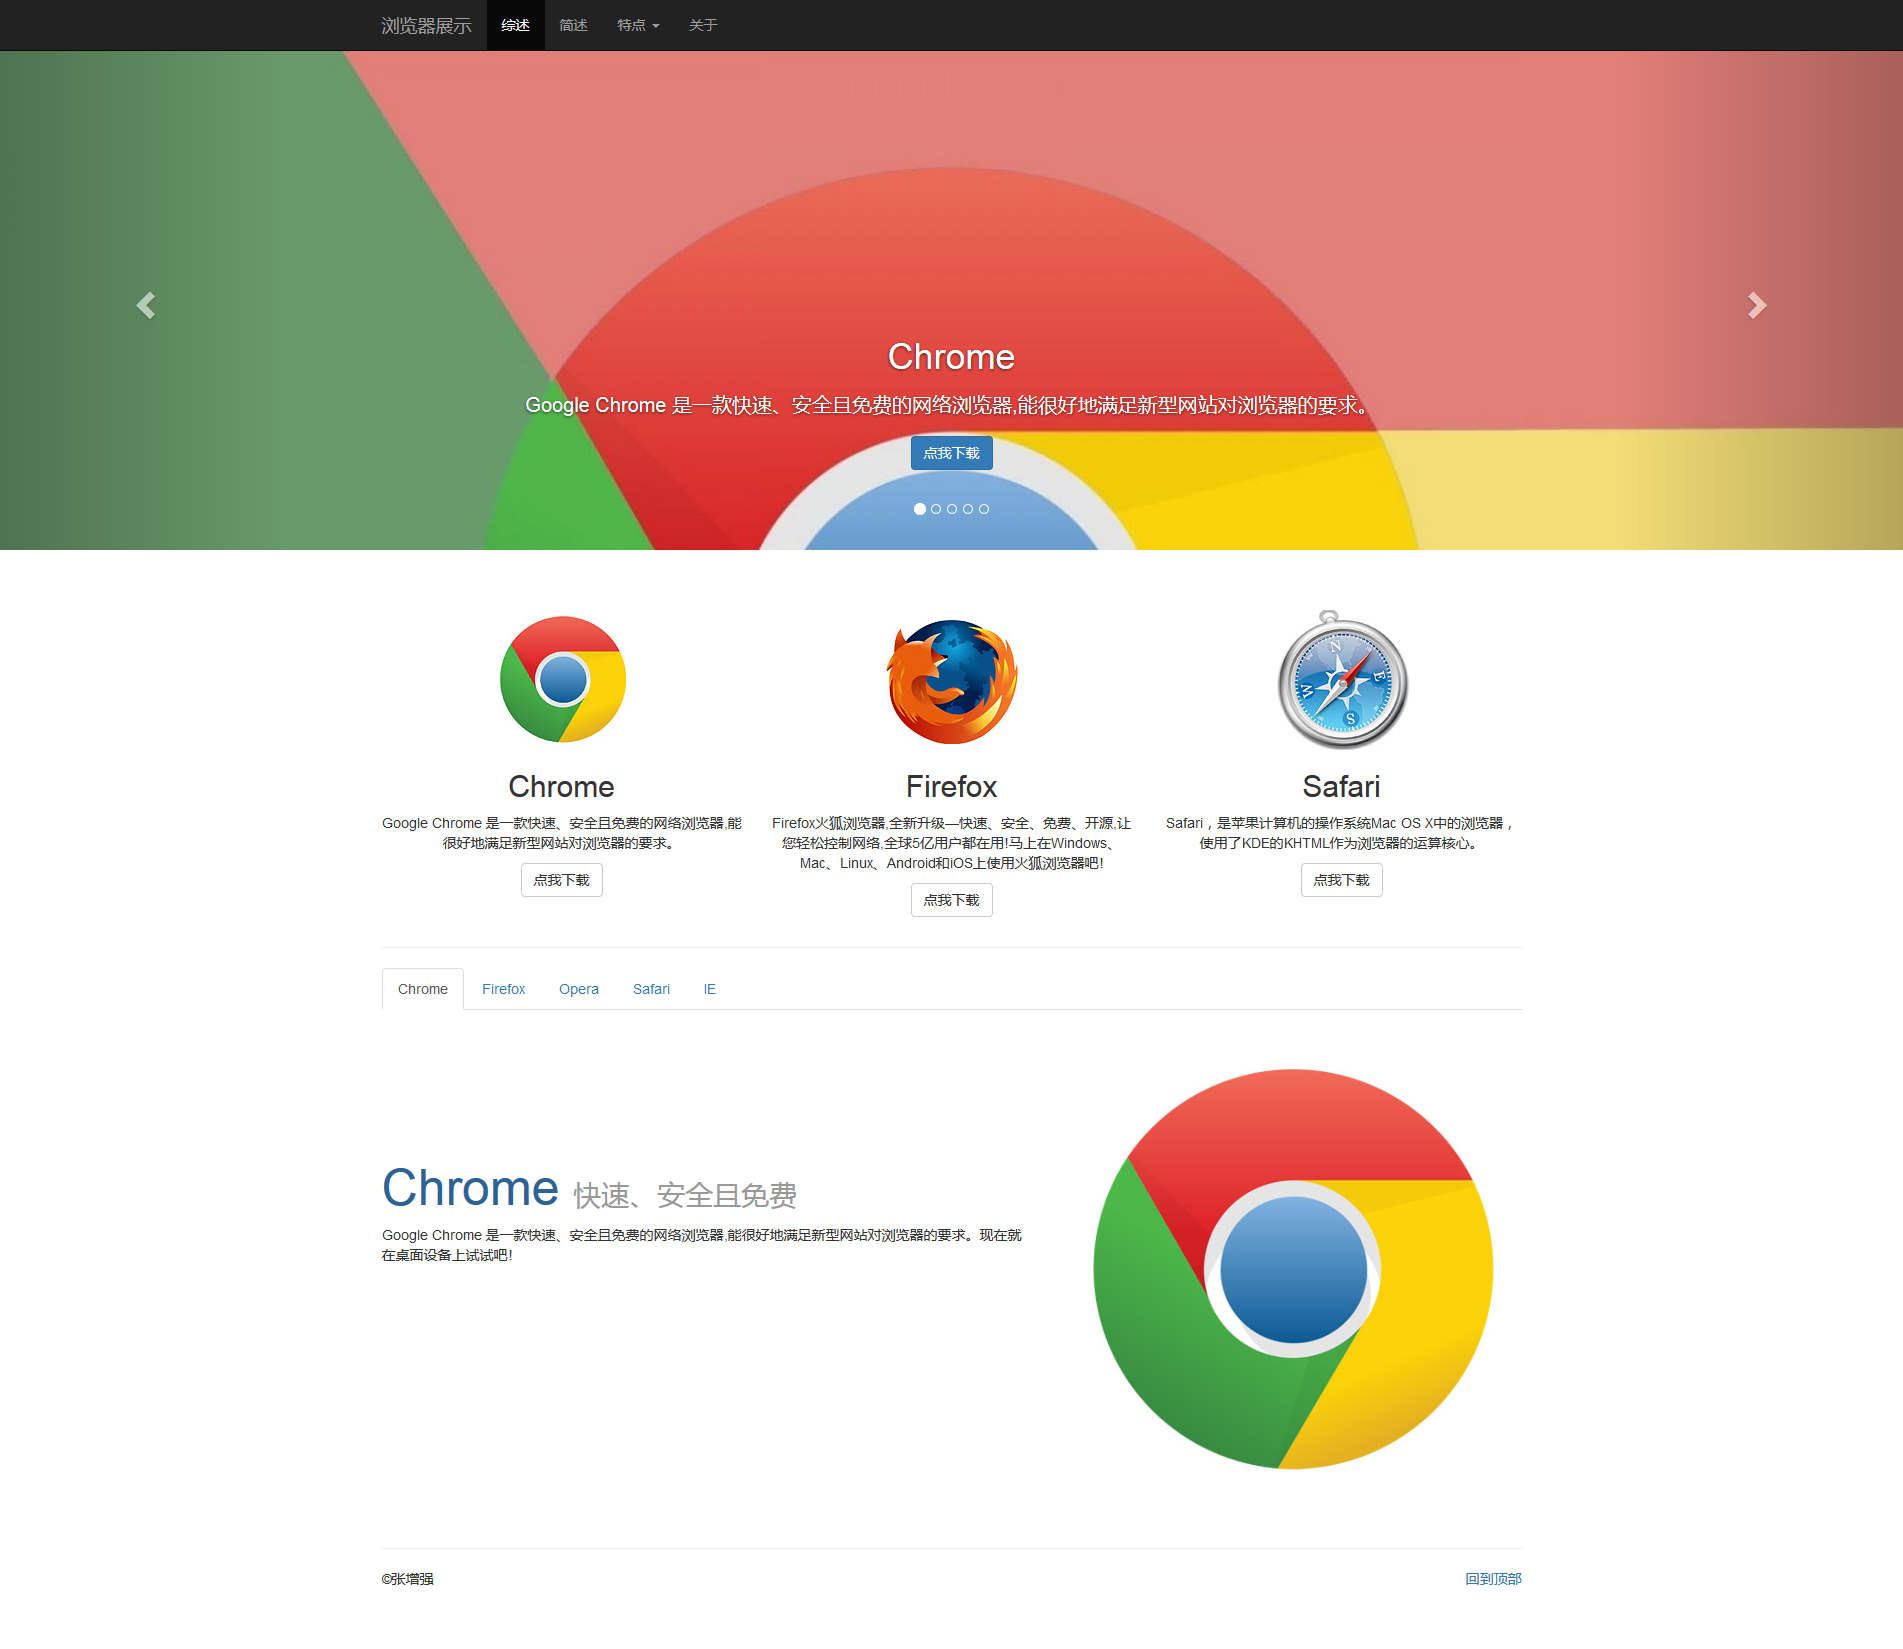 浏览器展示 综述 简述 特点 关于
Chrome
Google Chrome 是一款快速、安全且免费的网络浏览器,能很好地满足新型网站对浏览器的要求。
点我下载
N
E
S
W
Chrome
Google Chrome 是一款快速、安全且免费的网络浏览器,能
很好地满足新型网站对浏览器的要求。
点我下载
Firefox
Firefox火狐浏览器,全新升级—快速、安全、免费、开源,让
您轻松控制网络,全球5亿用户都在用!马上在Windows、
Mac、Linux、Android和iOS上使用火狐浏览器吧!
点我下载
Safari
Safari，是苹果计算机的操作系统Mac OS X中的浏览器，
使用了KDE的KHTML作为浏览器的运算核心。
点我下载
Chrome Firefox Opera Safari IE
Chrome 快速、安全且免费
Google Chrome 是一款快速、安全且免费的网络浏览器,能很好地满足新型网站对浏览器的要求。现在就
在桌面设备上试试吧!
©张增强 回到顶部